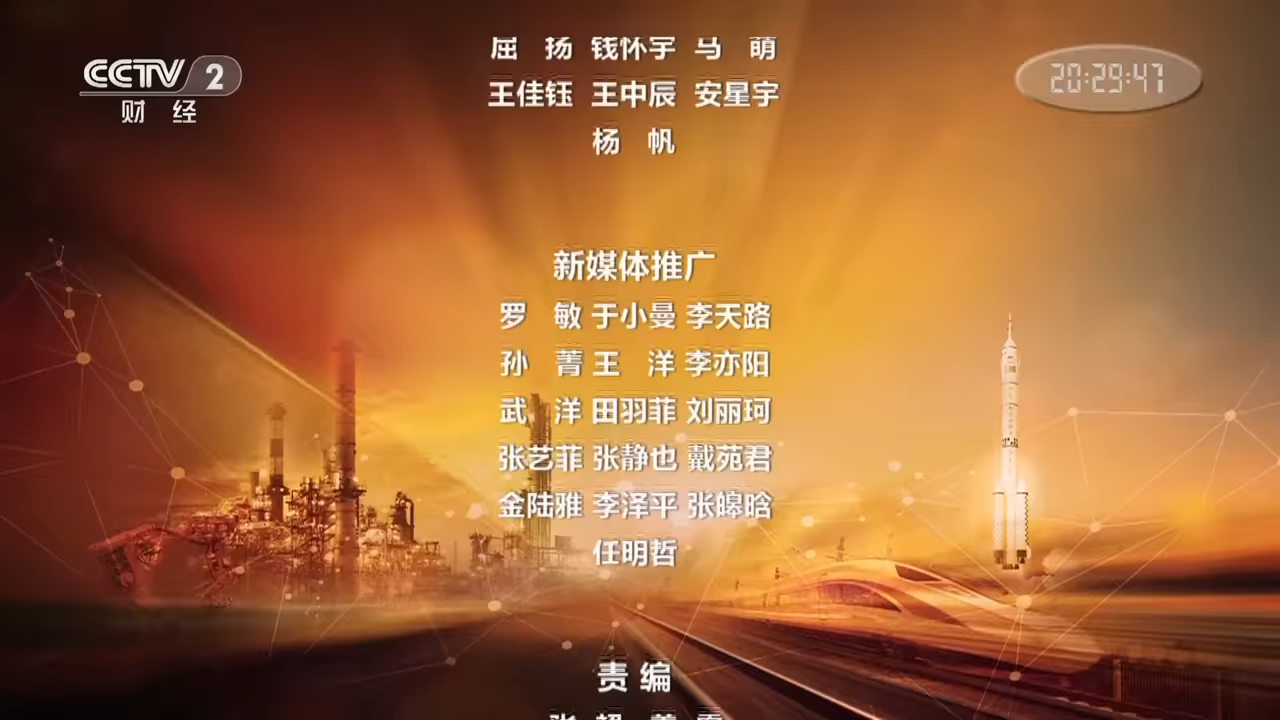 屈 扬 钱怀宇 马 萌
CCTV 2
财 经
20:29:47
王佳钰 王中辰 安星宇
杨 帆
新媒体推广
罗 敏 于小曼 李天路
孙 菁 王 洋 李亦阳
武 洋 田羽菲 刘丽珂
张艺菲 张静也 戴苑君
金陆雅 李泽平 张皞晗
任明哲
责编